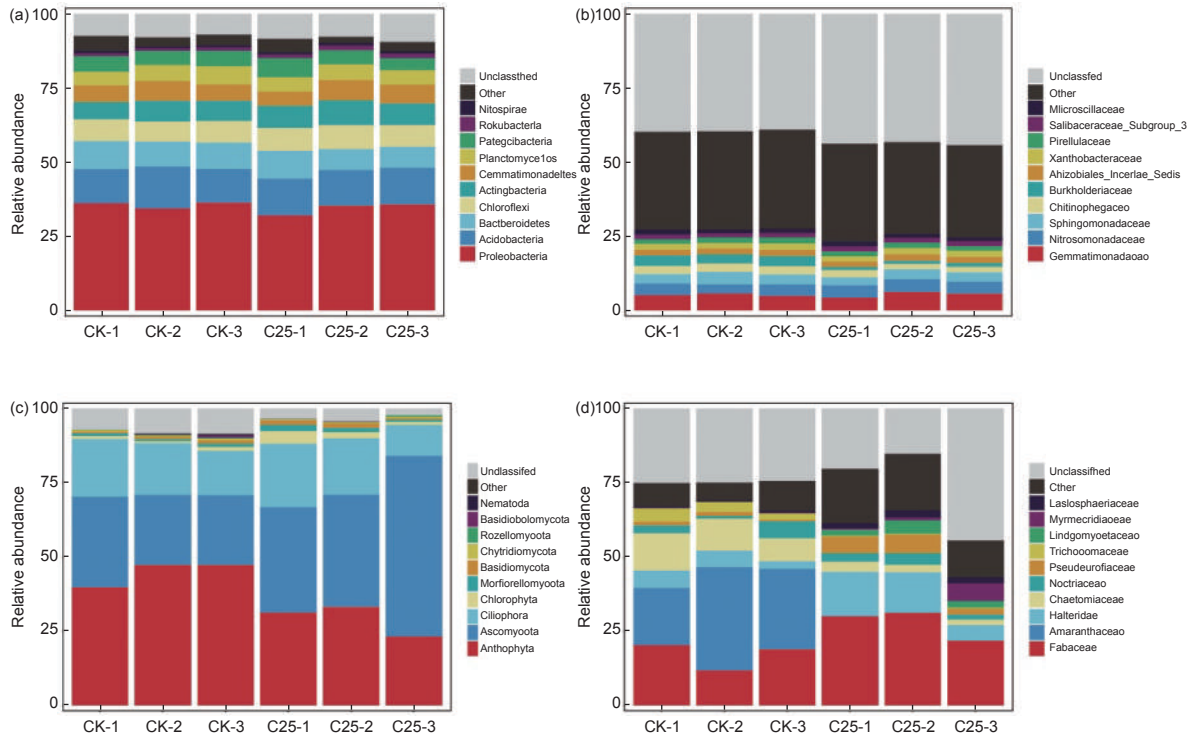 (a)
100
75
50
25
0
Relative abundance
CK-1 CK-2 CK-3 C25-1 C25-2 C25-3
Unclassthed
Other
Nitospirae
Rokubacterla
Pategcibacteria
Planctomyce1os
Cemmatimonadeltes
Actingbacteria
Chloroflexi
Bactberoidetes
Acidobacteria
Proleobacteria
(b)
100
75
50
25
0
Relative abundance
CK-1 CK-2 CK-3 C25-1 C25-2 C25-3
Unclassfed
Other
Mlicroscillaceae
Salibaceraceae_Subgroup_3
Pirellulaceae
Xanthobacteraceae
Ahizobiales_Incerlae_Sedis
Burkholderiaceae
Chitinophegaceo
Sphingomonadaceae
Nitrosomonadaceae
Gemmatimonadaoao
(c)
100
75
50
25
0
Relative abundance
CK-1 CK-2 CK-3 C25-1 C25-2 C25-3
Undlassifed
Other
Nematoda
Basidiobolomycota
Rozellomyoota
Chytridiomycota
Basidiomycota
Morfiorellomyoota
Chlorophyta
Ciliophora
Ascomyoota
Anthophyta
(d)
100
75
50
25
0
Relative abundance
CK-1 CK-2 CK-3 C25-1 C25-2 C25-3
Unclassifhed
Cther
Laslosphaeriaceae
Myrmecridiaoeae
Lindgomyoetaceao
Trichooomaceae
Pseudeurofiaceae
Noctriaceao
Chaetomiaceae
Halteridae
Amaranthaceao
Fabaceae